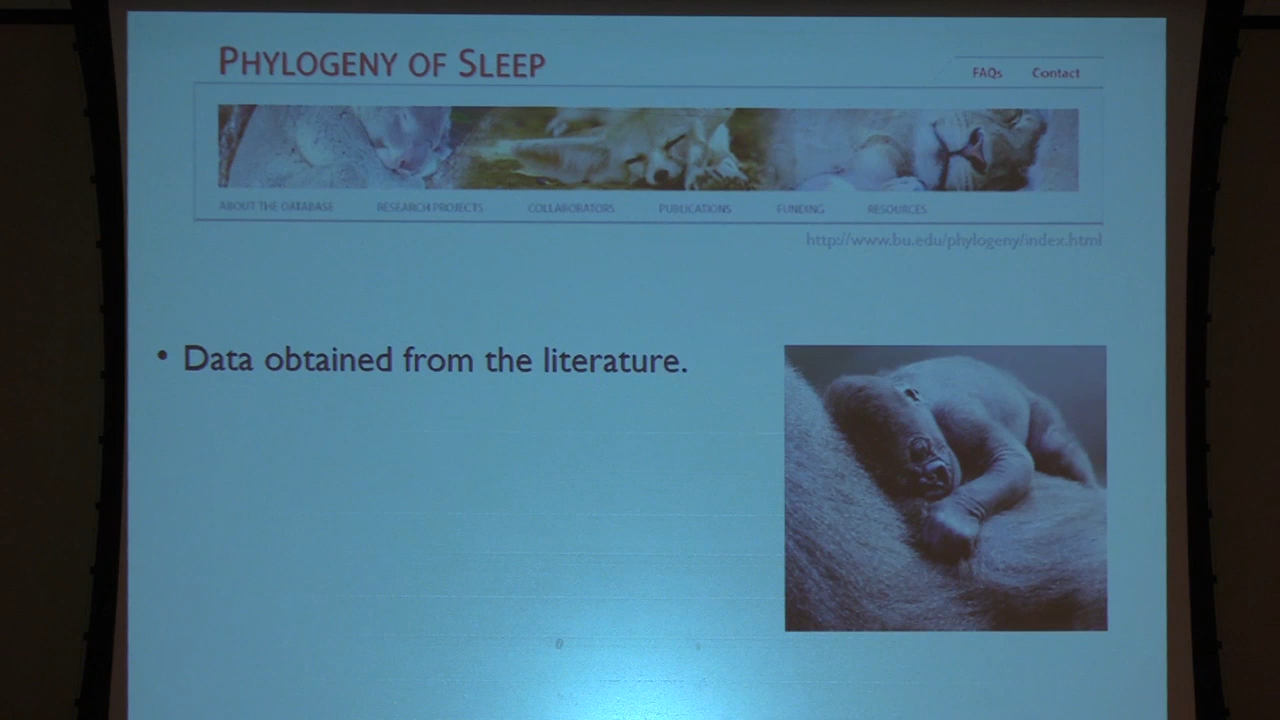 PHYLOGENY OF SLEEP
FAQs Contact
ABOUT THE DATABASE RESEARCH PROJECTS COLLABORATORS PUBLICATIONS FUNDING RESOURCES
http://www.bu.edu/phylogeny/index.html
• Data obtained from the literature.